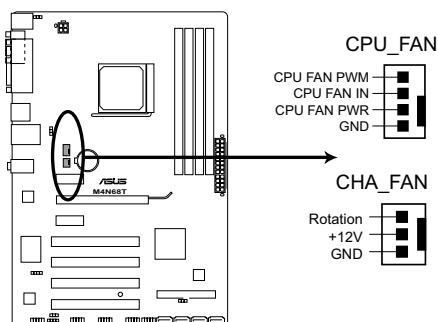 CPU_FAN
CPU FAN PWM
CPU FAN IN
CPU FAN PWR
GND
CHA_FAN
Rotation
+12V
GND
ASUS
M4N68T